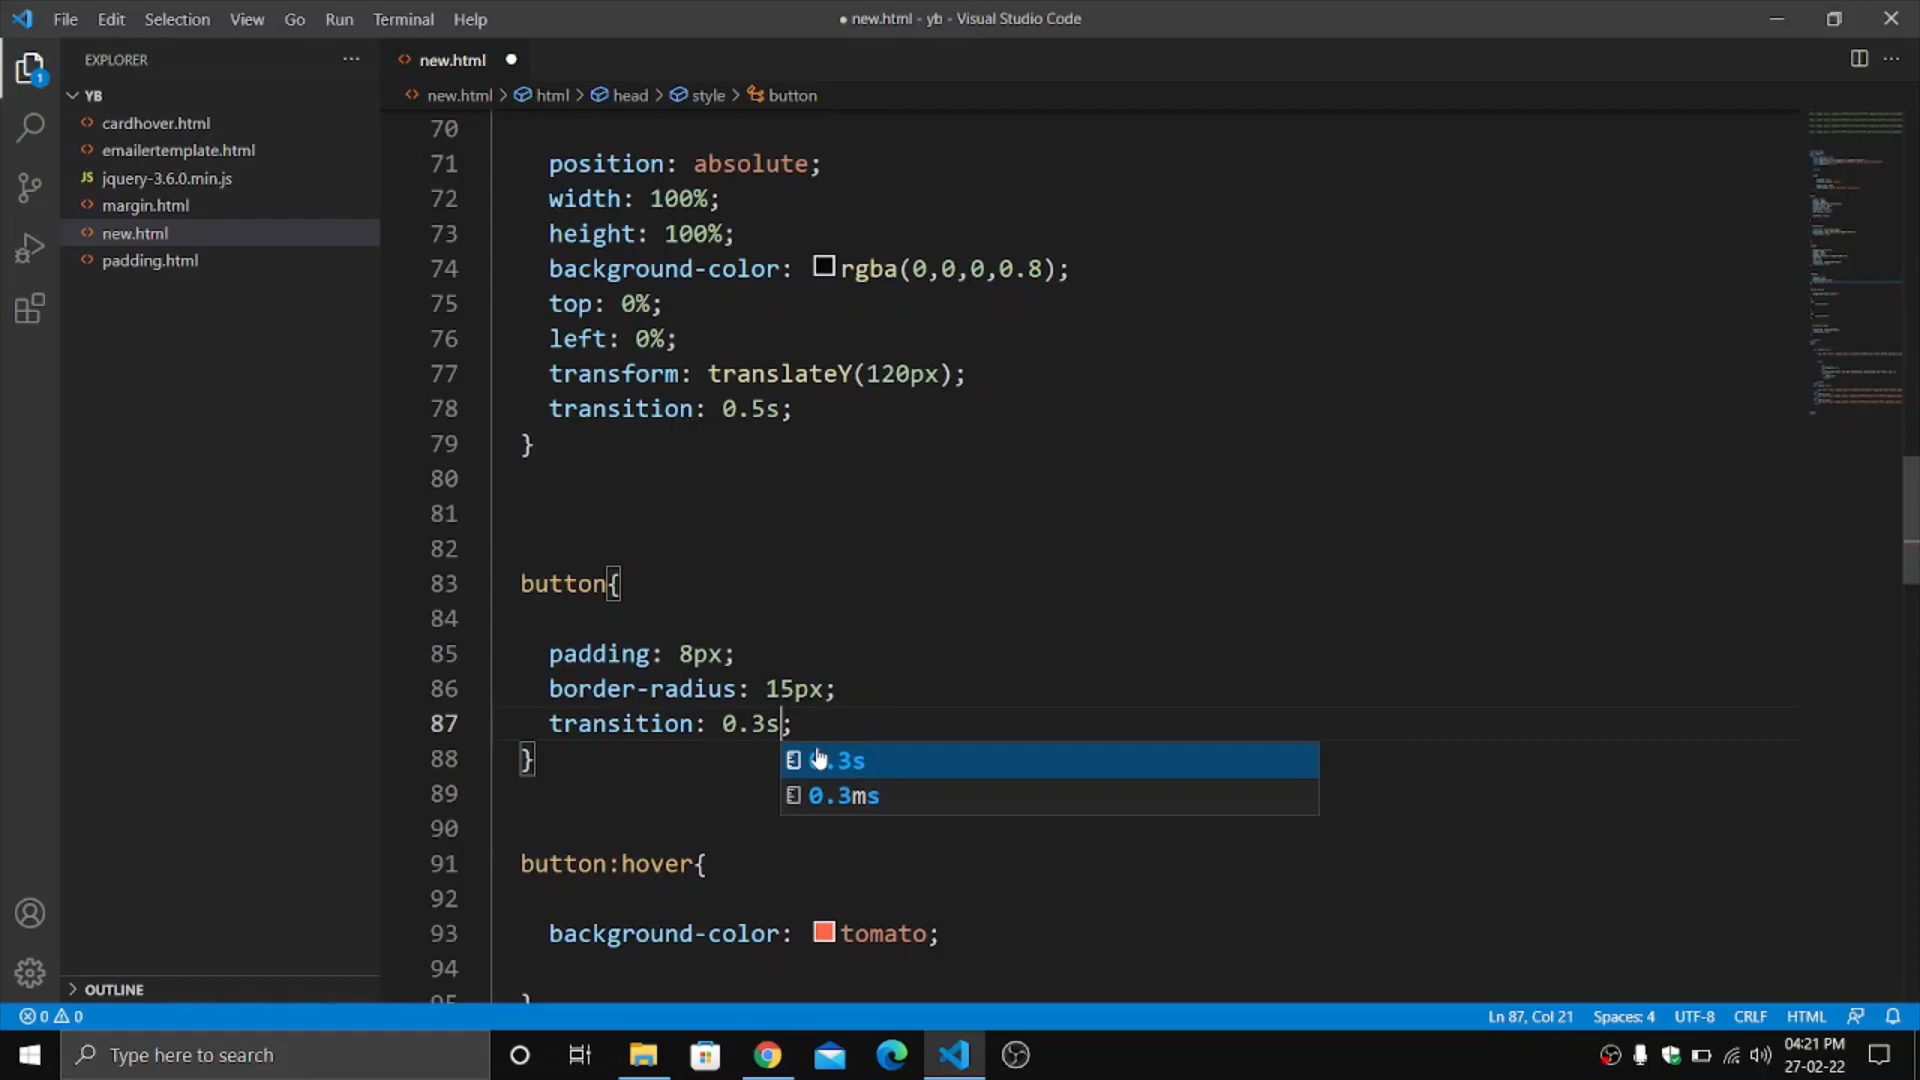 File Edit Selection View Go Run Terminal Help
● new.html - yb - Visual Studio Code
EXPLORER
new.html
1
YB
new.html > html > head > style > button
cardhover.html
emailertemplate.html
JS jquery-3.6.0.min.js
margin.html
new.html
padding.html
70
71 position: absolute;
72 width: 100%;
73 height: 100%;
74 background-color: rgba(0,0,0,0.8);
75 top: 0%;
76 left: 0%;
77 transform: translateY(120px);
78 transition: 0.5s;
79 }
80
81
82
83 button{
84
85 padding: 8px;
86 border-radius: 15px;
87 transition: 0.3s;
0.3s
88 }
0.3ms
89
90
91 button:hover{
92
93 background-color: tomato;
94
95 }
OUTLINE
0 0
Ln 87, Col 21 Spaces: 4 UTF-8 CRLF HTML
Type here to search
04:21 PM
27-02-22